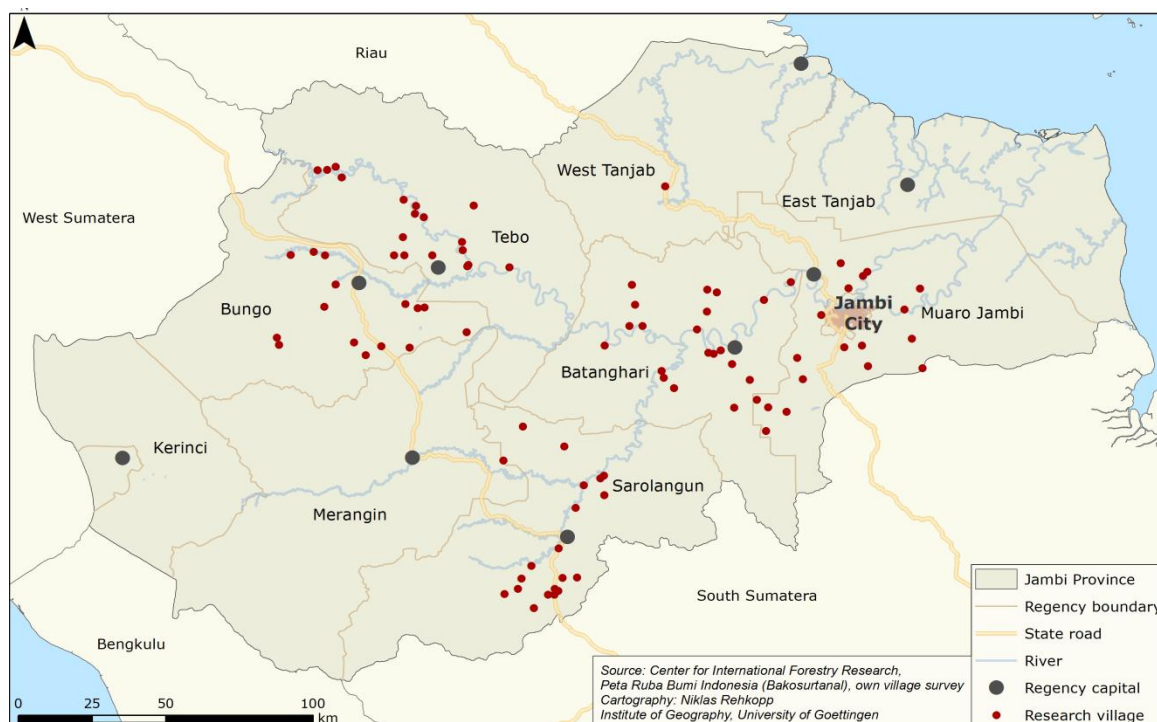 Riau
West Tanjab
East Tanjab
West Sumatera
Tebo
Bungo
Jambi
City
Muaro Jambi
Batanghari
Kerinci
Sarolangun
Merangin
South Sumatera
Bengkulu
Jambi Province
Regency boundary
State road
River
Regency capital
Research village
Source: Center for International Forestry Research,
Peta Ruba Bumi Indonesia (Bakosurtanal), own village survey
Cartography: Niklas Rehkopp
Institute of Geography, University of Goettingen
0 25 50 100
km